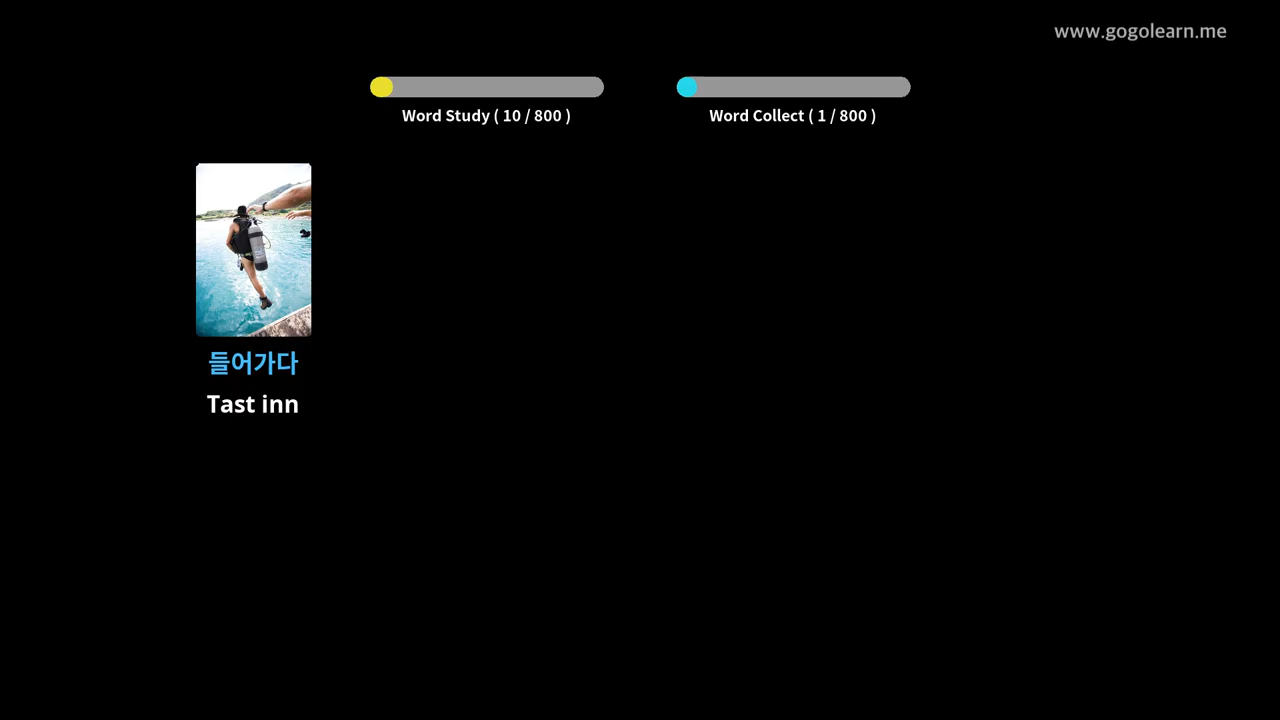 www.gogolearn.me
Word Study ( 10 / 800 )
Word Collect ( 1 / 800 )
들어가다
Tast inn